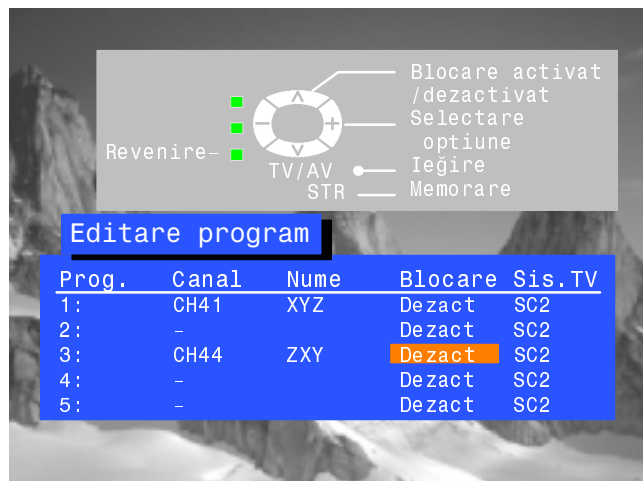 Blocare activat
/dezactivat
Selectare
optiune
Revenire-
TV/AV
Ieğire
STR
Memorare
Editare program
Prog. Canal Nume Blocare Sis.TV
1: CH41 XYZ Dezact SC2
2: - Dezact SC2
3: CH44 ZXY Dezact SC2
4: - Dezact SC2
5: - Dezact SC2